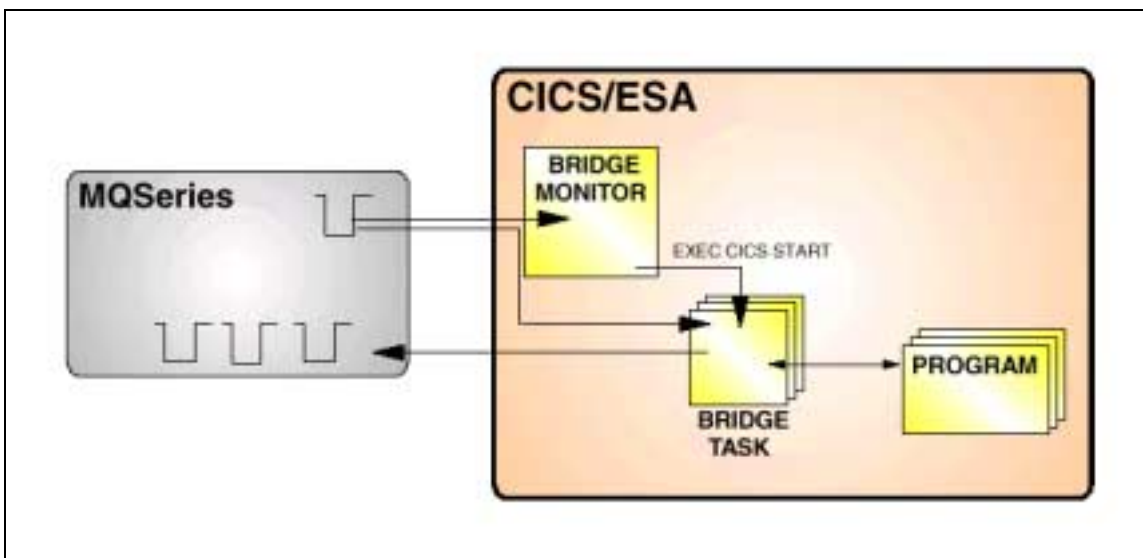 CICS/ESA
MQSeries
BRIDGE
MONITOR
EXEC CICS START
PROGRAM
BRIDGE
TASK